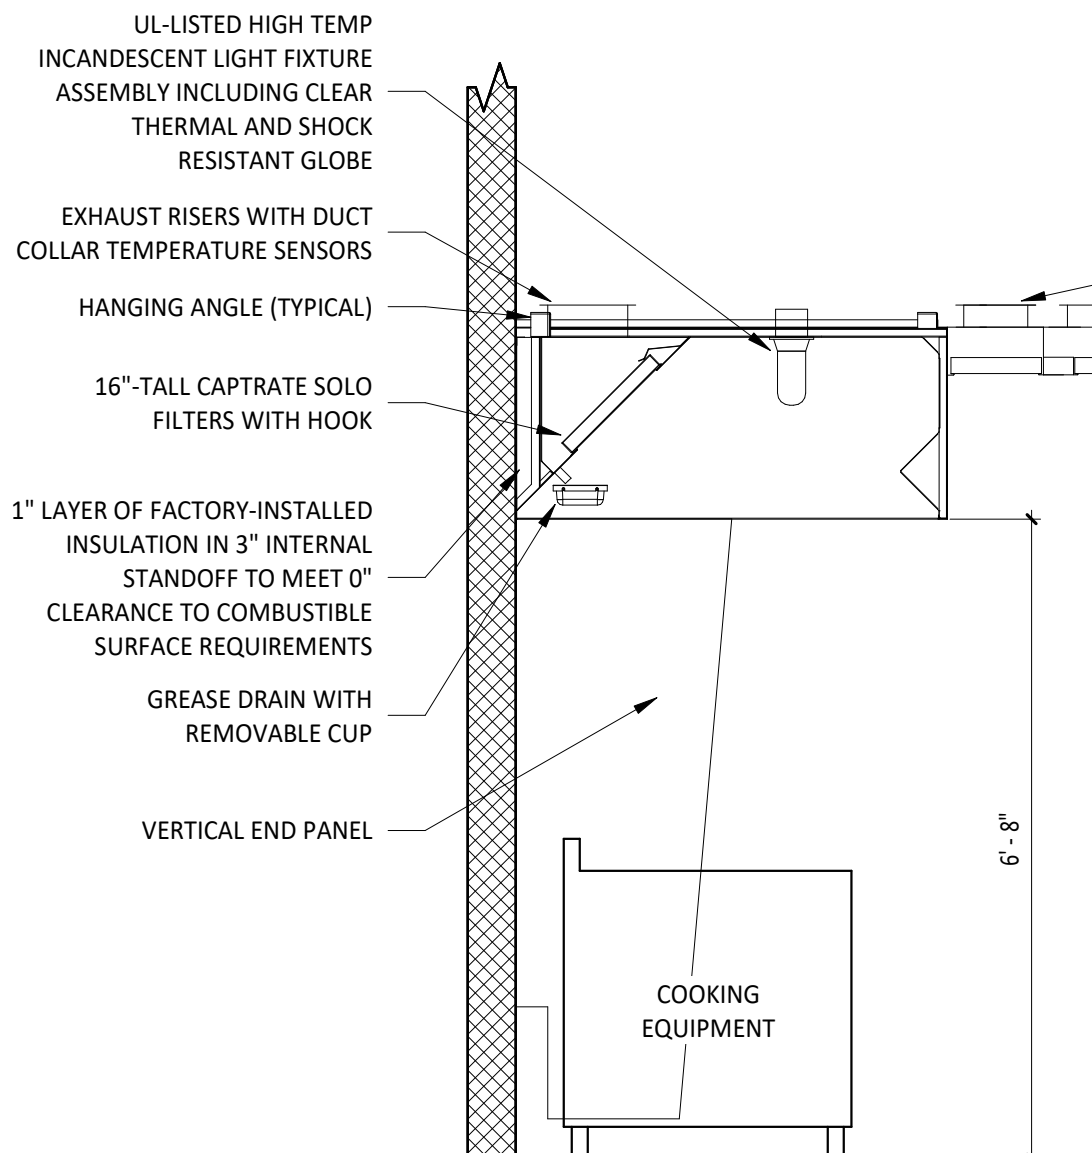 UL-LISTED HIGH TEMP
INCANDESCENT LIGHT FIXTURE
ASSEMBLY INCLUDING CLEAR
THERMAL AND SHOCK
RESISTANT GLOBE
EXHAUST RISERS WITH DUCT
COLLAR TEMPERATURE SENSORS
HANGING ANGLE (TYPICAL)
16"-TALL CAPTRATE SOLO
FILTERS WITH HOOK
1" LAYER OF FACTORY-INSTALLED
INSULATION IN 3" INTERNAL
STANDOFF TO MEET 0"
CLEARANCE TO COMBUSTIBLE
SURFACE REQUIREMENTS
GREASE DRAIN WITH
REMOVABLE CUP
VERTICAL END PANEL
6' - 8"
COOKING
EQUIPMENT